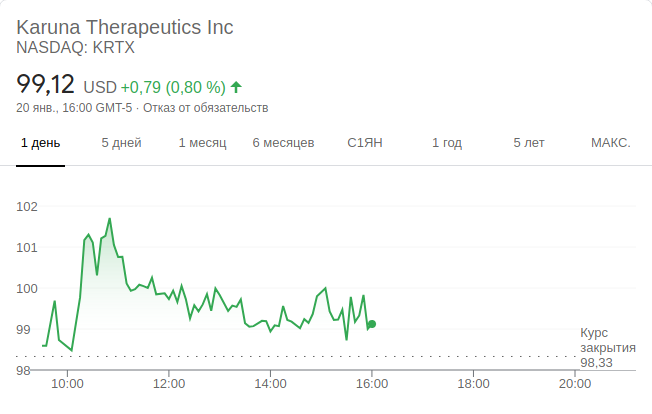 Karuna Therapeutics Inc
NASDAQ: KRTX
99,12 USD +0,79 (0,80 %)
20 янв., 16:00 GMT-5 · Отказ от обязательств
1 день 5 дней 1 месяц 6 месяцев С1ЯН 1 год 5 лет МАКС.
102
101
100
99
98
Курс
закрытия
98,33
10:00 12:00 14:00 16:00 18:00 20:00